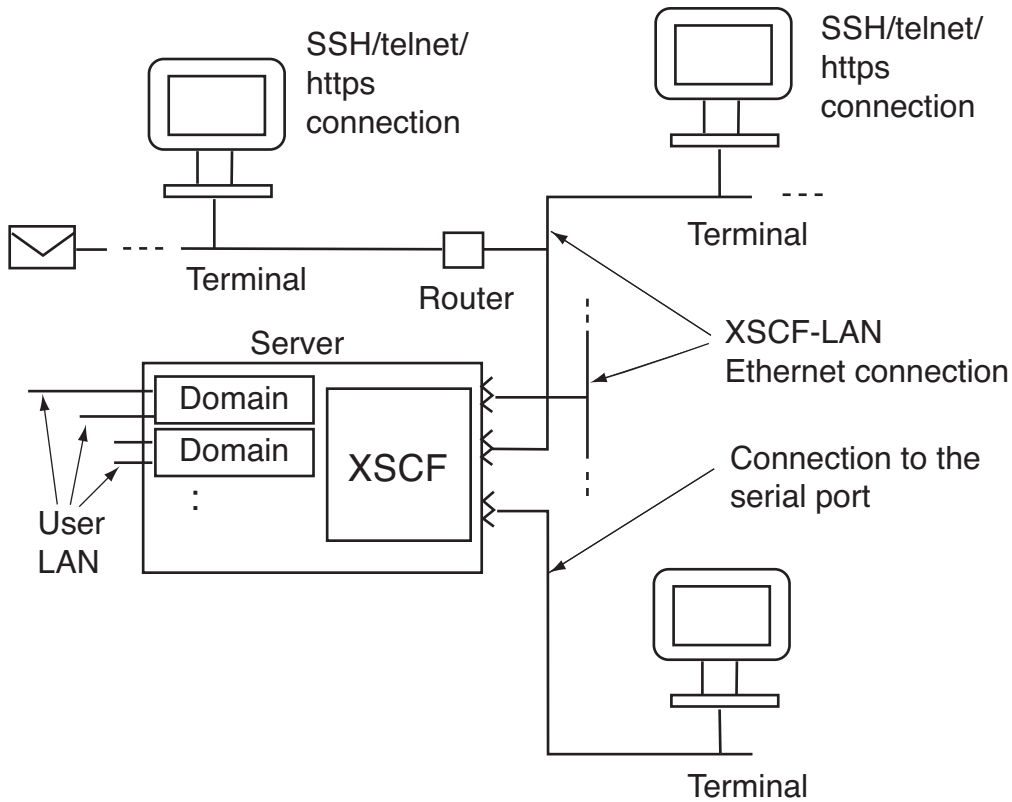 SSH/telnet/
https
connection
SSH/telnet/
https
connection
Terminal
Terminal
Router
Server
XSCF-LAN
Ethernet connection
Domain
Domain
:
XSCF
User
LAN
Connection to the
serial port
Terminal